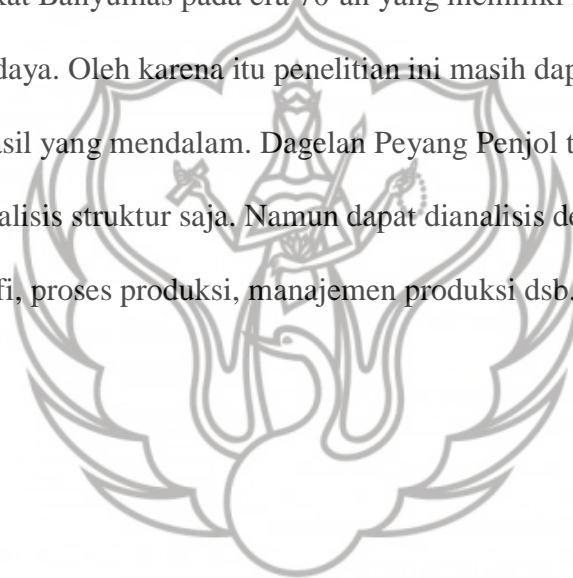 kat Banyumas pada era 70-an yang memiliki
daya. Oleh karena itu penelitian ini masih dap
asil yang mendalam. Dagelan Peyang Penjol t
alisis struktur saja. Namun dapat dianalisis de
fi, proses produksi, manajemen produksi dsb.